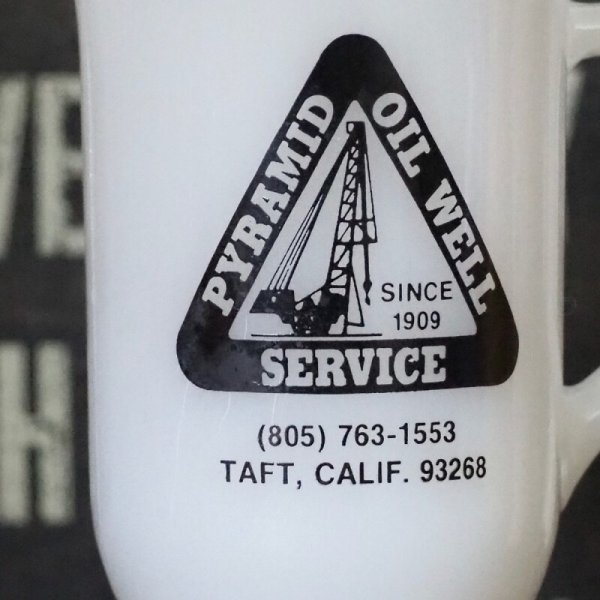 PYRAMID
OIL WELL
SERVICE
SINCE
1909
(805) 763-1553
TAFT, CALIF. 93268